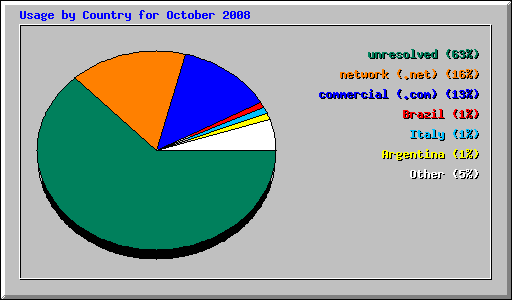 Usage by Country for October 2008
unresolved (63%)
network (.net) (16%)
commercial (.com) (13%)
Brazil (1%)
Italy (1%)
Argentina (1%)
Other (5%)